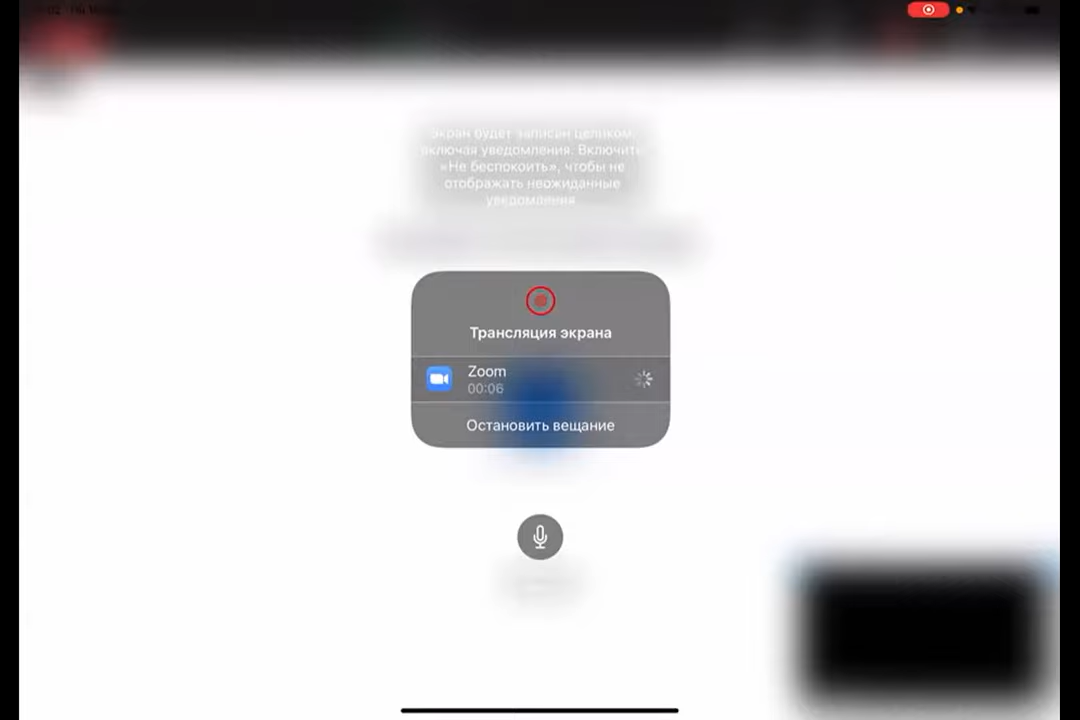 Экран будет записан целиком,
включая уведомления. Включите
«Не беспокоить», чтобы не
отображать неожиданные
уведомления.
Трансляция экрана
Zoom
00:06
Остановить вещание